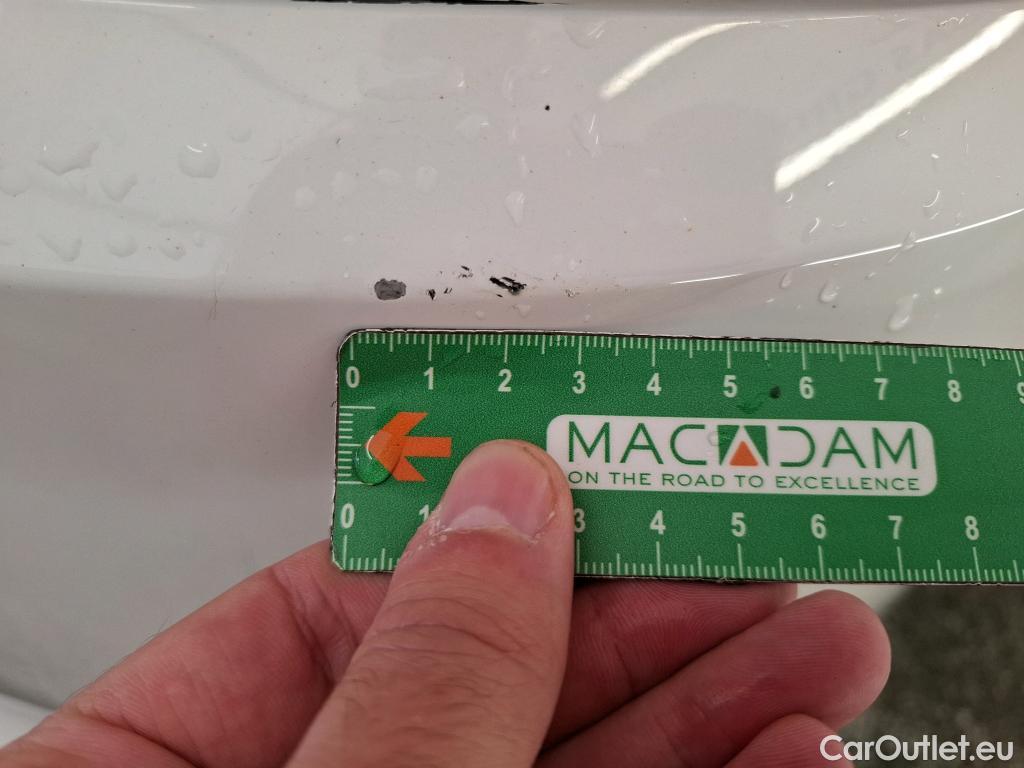 0 1 2 3 4 5 6 7 8 9
MACADAM
ON THE ROAD TO EXCELLENCE
0 1 3 4 5 6 7 8
CarOutlet.eu